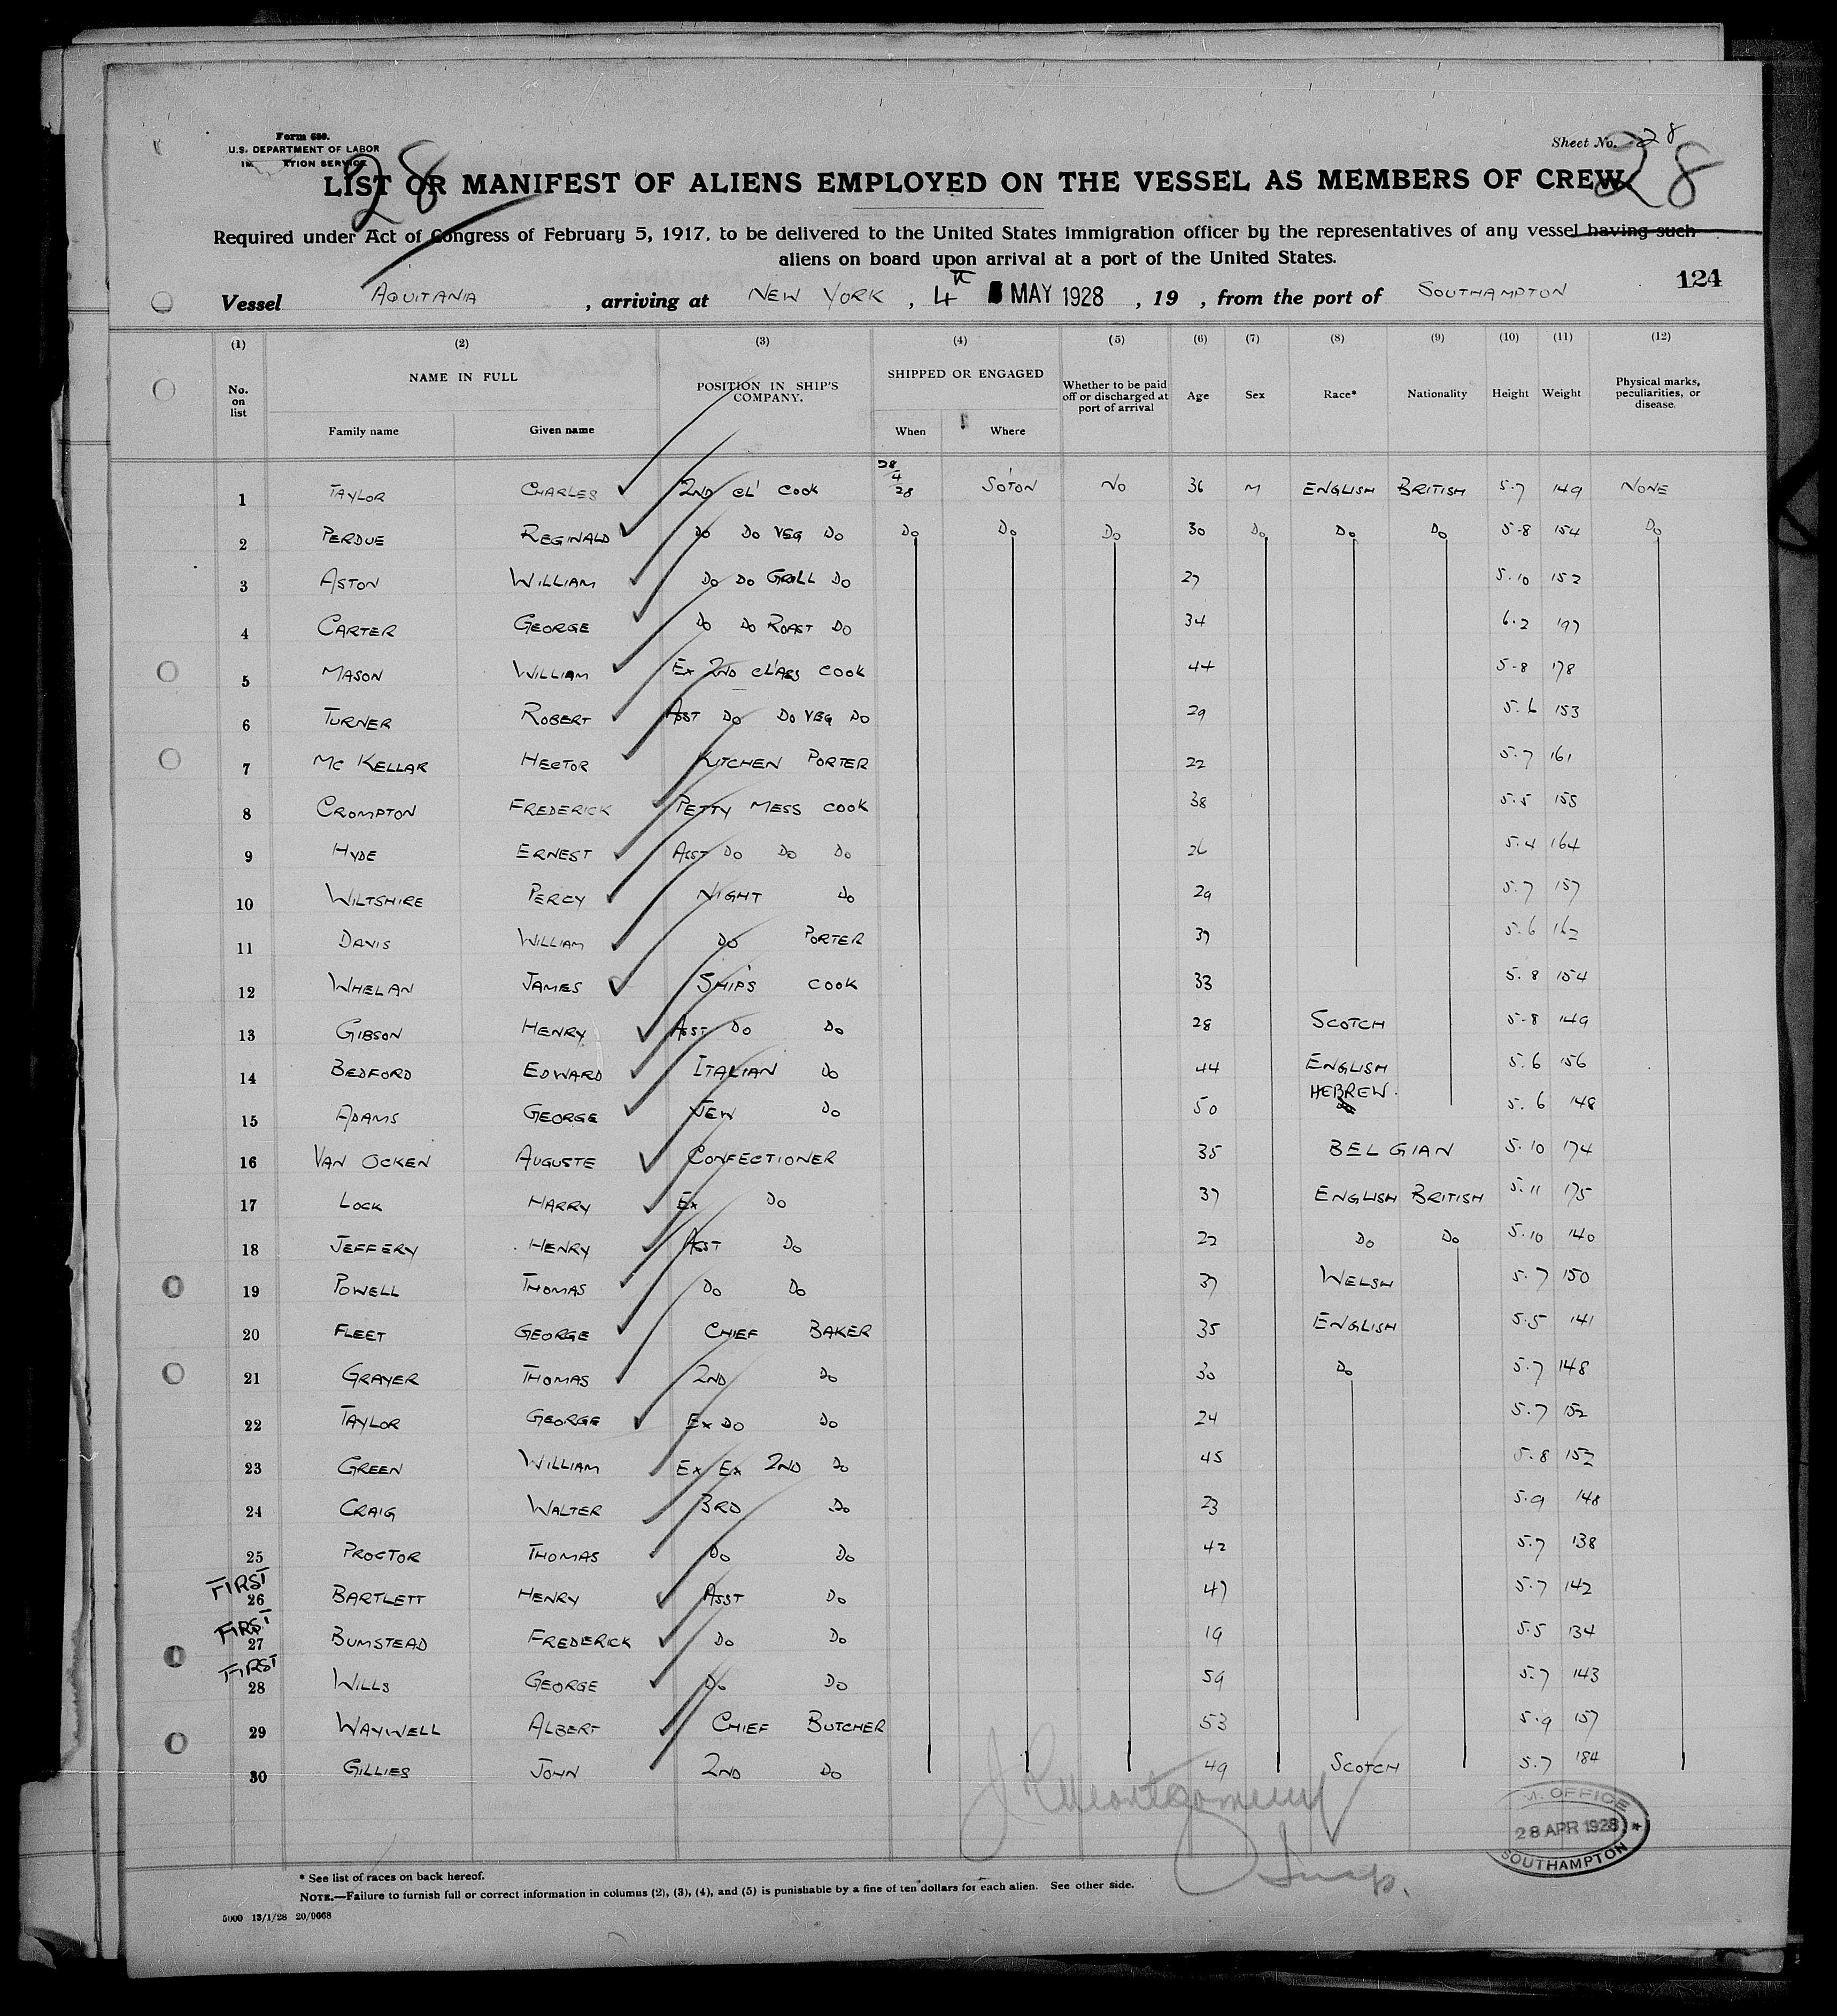 Form 680.
U.S. DEPARTMENT OF LABOR
Sheet No. 28
28
28
LIST OR MANIFEST OF ALIENS EMPLOYED ON THE VESSEL AS MEMBERS OF CREW.
Required under Act of Congress of February 5, 1917, to be delivered to the United States immigration officer by the representatives of any vessel having such
aliens on board upon arrival at a port of the United States.
124
Vessel AQUITANIA , arriving at NEW YORK , 4th MAY 1928 , 19 , from the port of SOUTHAMPTON
(1) (2) (3) (4) (5) (6) (7) (8) (9) (10) (11) (12)
No. on list NAME IN FULL Family name Given name POSITION IN SHIP'S COMPANY. SHIPPED OR ENGAGED When Where Whether to be paid off or discharged at port of arrival Age Sex Race* Nationality Height Weight Physical marks, peculiarities, or disease.
1 TAYLOR CHARLES 2ND CL' COOK 28/4/28 SO'TON NO 36 M ENGLISH BRITISH 5.7 149 NONE
2 PERDUE REGINALD DO DO VEG DO DO DO DO 30 DO DO DO 5-8 154 DO
3 ASTON WILLIAM DO DO GRILL DO 27 5.10 152
4 CARTER GEORGE DO DO ROAST DO 34 6.2 197
5 MASON WILLIAM EX 2ND CLASS COOK 44 5-8 178
6 TURNER ROBERT ASST DO DO VEG DO 29 5.6 153
7 MC KELLAR HECTOR KITCHEN PORTER 22 5.7 161
8 CROMPTON FREDERICK PETTY MESS COOK 38 5.5 155
9 HYDE ERNEST ASST DO DO DO 26 5.4 164
10 WILTSHIRE PERCY NIGHT DO 29 5.7 157
11 DAVIS WILLIAM DO PORTER 37 5.6 162
12 WHELAN JAMES SHIPS COOK 33 5.8 154
13 GIBSON HENRY ASST DO DO 28 SCOTCH 5-8 149
14 BEDFORD EDWARD ITALIAN DO 44 ENGLISH 5.6 156
15 ADAMS GEORGE JEW DO 50 HEBREW. 5.6 148
16 VAN OCKEN AUGUSTE CONFECTIONER 35 BELGIAN 5.10 174
17 LOCK HARRY EX DO 37 ENGLISH BRITISH 5.11 175
18 JEFFERY HENRY ASST DO 22 DO DO 5.10 140
19 POWELL THOMAS DO DO 37 WELSH 5.7 150
20 FLEET GEORGE CHIEF BAKER 35 ENGLISH 5.5 141
21 GRAYER THOMAS 2ND DO 30 DO 5.7 148
22 TAYLOR GEORGE EX DO DO 24 5.7 152
23 GREEN WILLIAM EX EX 2ND DO 45 5.8 152
24 CRAIG WALTER 3RD DO 23 5.9 148
25 PROCTOR THOMAS DO DO 42 5.7 138
FIRST 26 BARTLETT HENRY ASST DO 47 5.7 142
FIRST 27 BUMSTEAD FREDERICK DO DO 19 5.5 134
FIRST 28 WILLS GEORGE DO DO 59 5.7 143
29 WAYWELL ALBERT CHIEF BUTCHER 53 5.9 157
30 GILLIES JOHN 2ND DO 49 SCOTCH 5.7 184
Montgomery
Insp.
M. OFFICE
28 APR 1928 *
SOUTHAMPTON
* See list of races on back hereof.
NOTE.—Failure to furnish full or correct information in columns (2), (3), (4), and (5) is punishable by a fine of ten dollars for each alien. See other side.
5000 13/1/28 20/9668